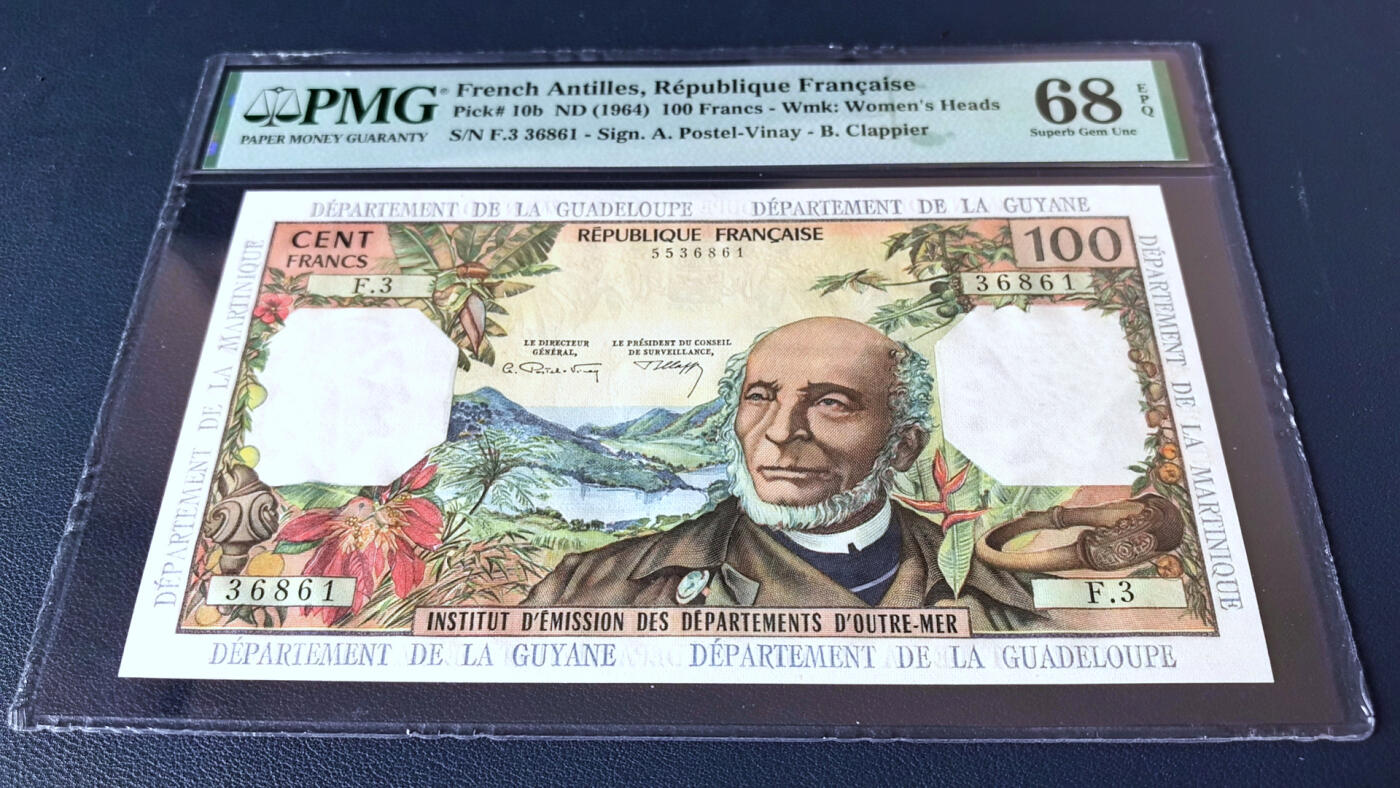 PMG®
PAPER MONEY GUARANTY
French Antilles, République Française
Pick# 10b ND (1964) 100 Francs - Wmk: Women's Heads
S/N F.3 36861 - Sign. A. Postel-Vinay - B. Clappier
68
EPQ
Superb Gem Unc
DÉPARTEMENT DE LA GUADELOUPE DÉPARTEMENT DE LA GUYANE
DÉPARTEMENT DE LA MARTINIQUE
CENT
FRANCS
RÉPUBLIQUE FRANÇAISE
5536861
100
F.3
36861
LE DIRECTEUR
GÉNÉRAL,
LE PRÉSIDENT DU CONSEIL
DE SURVEILLANCE,
DÉPARTEMENT DE LA MARTINIQUE
36861
F.3
INSTITUT D'ÉMISSION DES DÉPARTEMENTS D'OUTRE-MER
DÉPARTEMENT DE LA GUYANE DÉPARTEMENT DE LA GUADELOUPE